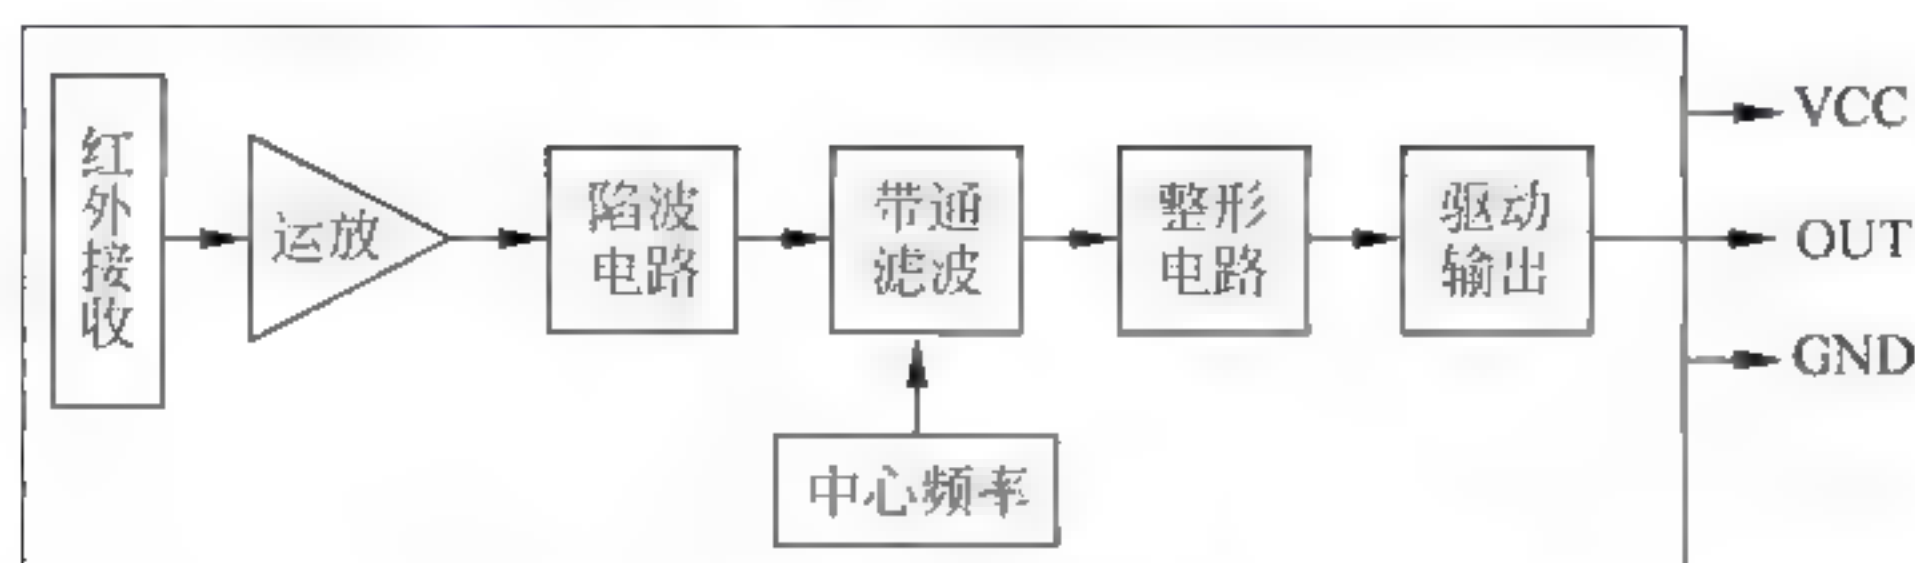 红外接收
运放
陷波
电路
带通
滤波
整形
电路
驱动
输出
中心频率
VCC
OUT
GND